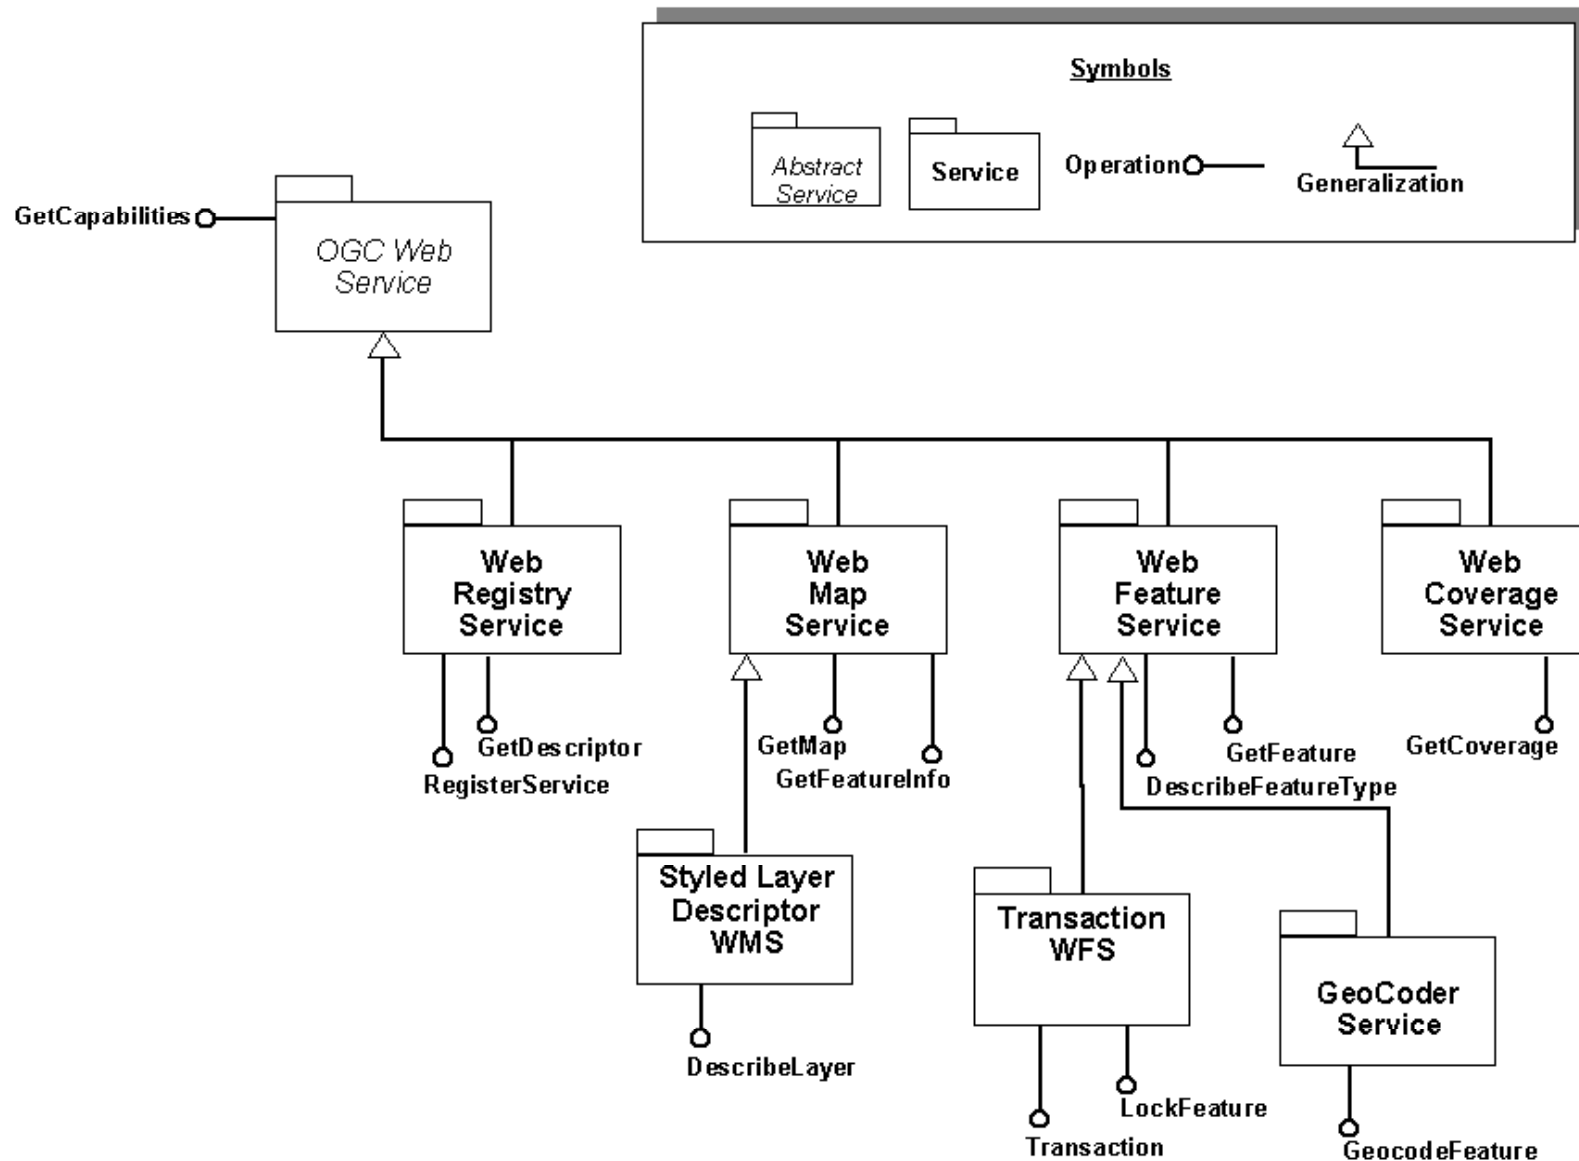 Symbols
Abstract
Service
Service
Operation
Generalization
GetCapabilities
OGC Web
Service
Web
Registry
Service
Web
Map
Service
Web
Feature
Service
Web
Coverage
Service
GetDescriptor
RegisterService
GetMap
GetFeatureInfo
GetFeature
DescribeFeatureType
GetCoverage
Styled Layer
Descriptor
WMS
Transaction
WFS
GeoCoder
Service
DescribeLayer
LockFeature
Transaction
GeocodeFeature